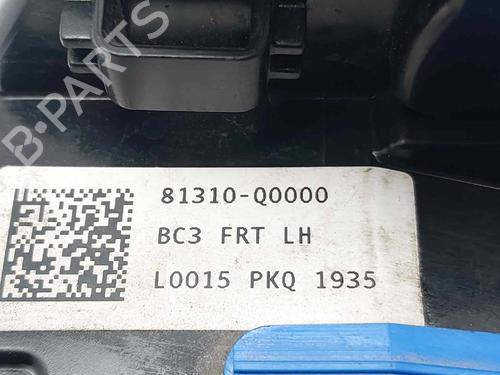 B-PARTS
81310-Q0000
BC3 FRT LH
L0015 PKQ 1935